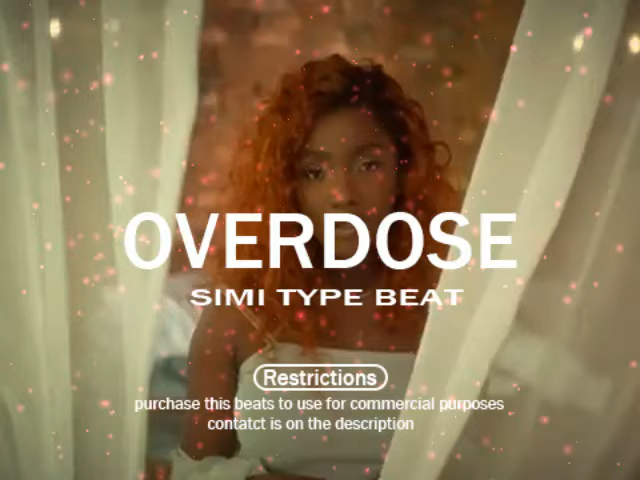 OVERDOSE
SIMI TYPE BEAT
Restrictions
purchase this beats to use for commercial purposes
contatct is on the description